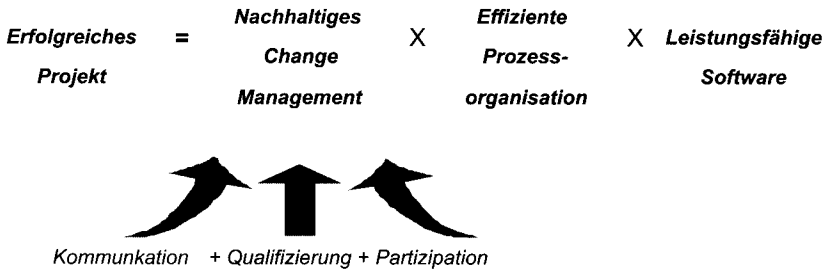 Erfolgreiches Projekt = Nachhaltiges Change Management X Effiziente Prozess-organisation X Leistungsfähige Software
Kommunkation + Qualifizierung + Partizipation